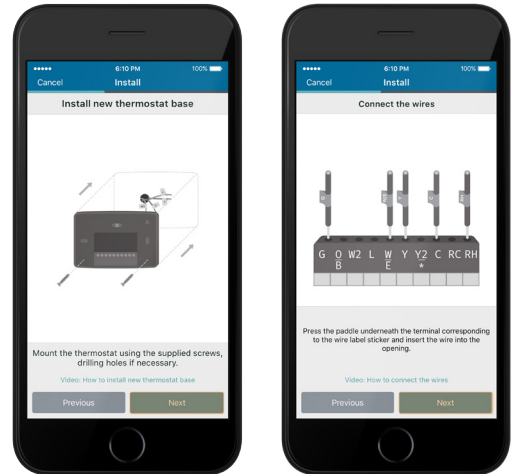 6:10 PM
100%
Cancel
Install
Install new thermostat base
Mount the thermostat using the supplied screws,
drilling holes if necessary.
Video: How to install new thermostat base
Previous
Next
6:10 PM
100%
Cancel
Install
Connect the wires
G O/B W2 L W/E Y Y2/* C RC RH
Press the paddle underneath the terminal corresponding
to the wire label sticker and insert the wire into the
opening.
Video: How to connect the wires
Previous
Next